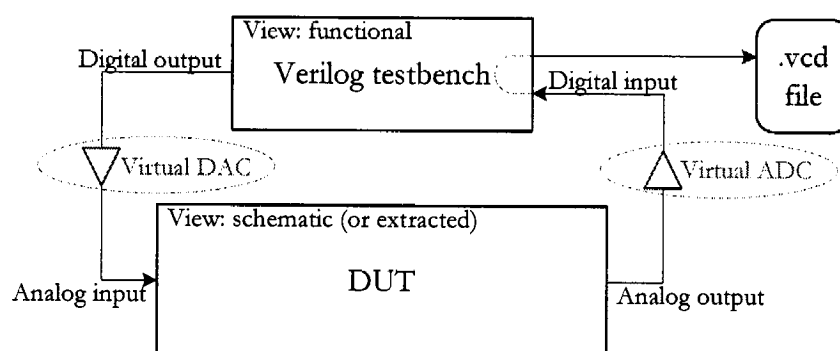 View: functional
Digital output
Verilog testbench
Digital input
.vcd
file
Virtual DAC
Virtual ADC
View: schematic (or extracted)
DUT
Analog input
Analog output